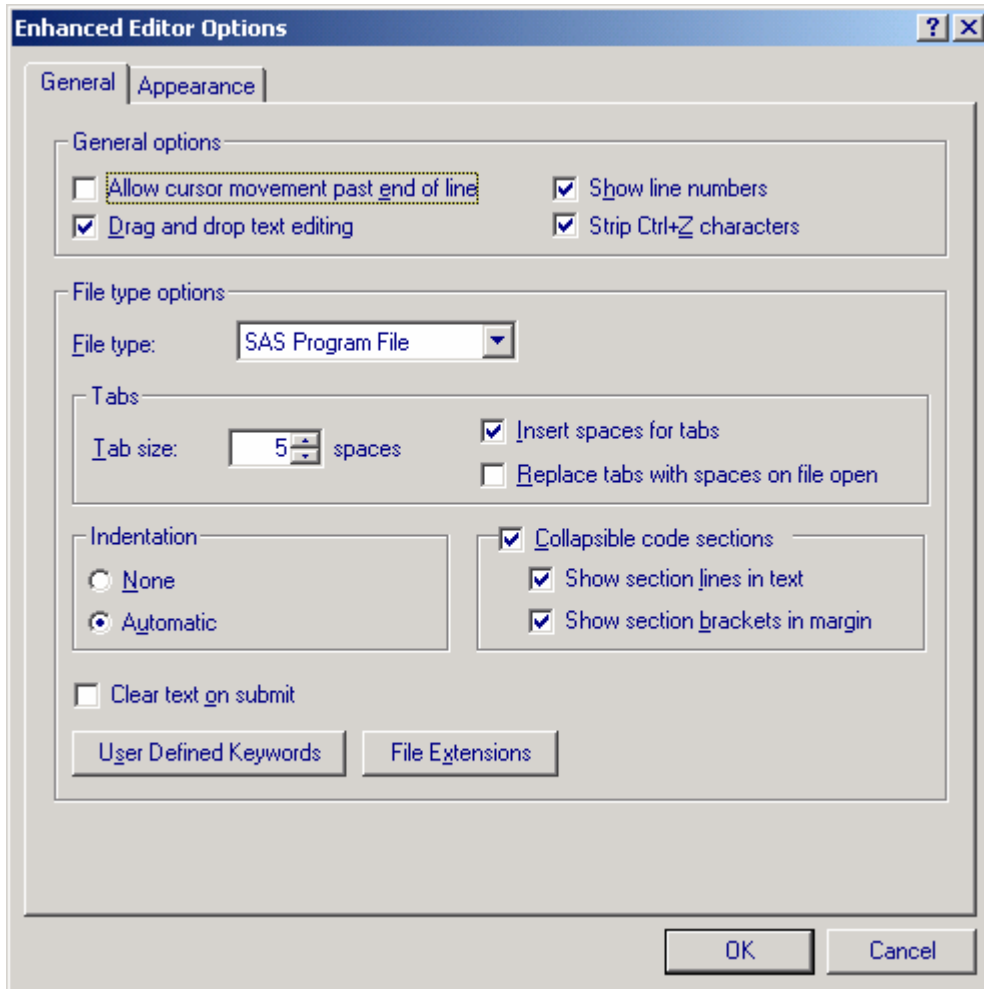 Enhanced Editor Options
General Appearance
General options
Allow cursor movement past end of line
Show line numbers
Drag and drop text editing
Strip Ctrl+Z characters
File type options
File type: SAS Program File
Tabs
Tab size: 5 spaces
Insert spaces for tabs
Replace tabs with spaces on file open
Indentation
None
Automatic
Collapsible code sections
Show section lines in text
Show section brackets in margin
Clear text on submit
User Defined Keywords File Extensions
OK Cancel